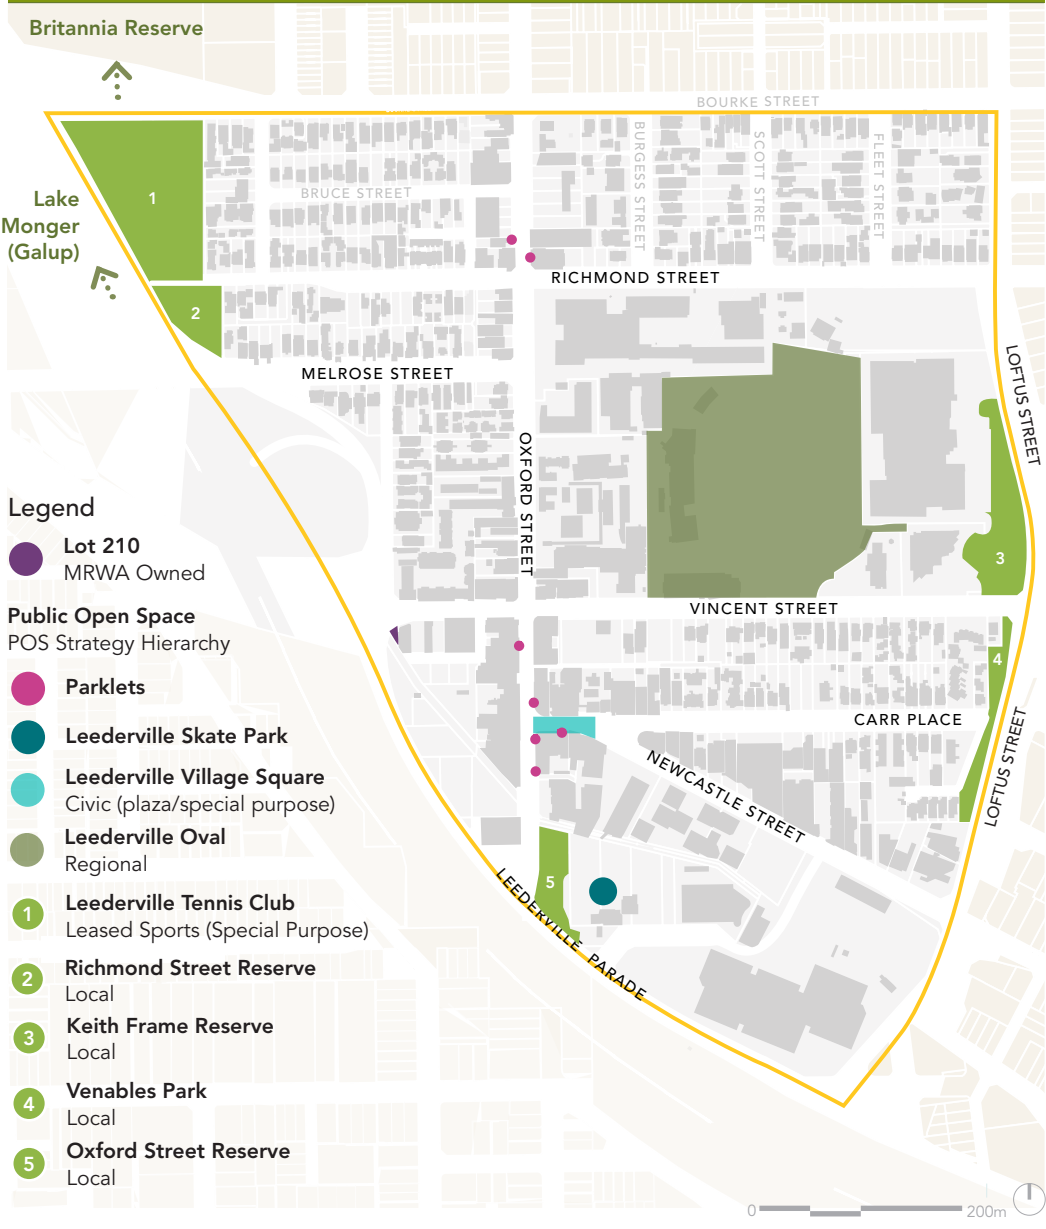 Britannia Reserve
BOURKE STREET
BURGESS STREET
SCOTT STREET
FLEET STREET
1
BRUCE STREET
Lake
Monger
(Galup)
RICHMOND STREET
2
MELROSE STREET
LOFTUS STREET
OXFORD STREET
3
VINCENT STREET
4
CARR PLACE
NEWCASTLE STREET
LOFTUS STREET
5
LEEDERVILLE PARADE
Legend
Lot 210
MRWA Owned
Public Open Space
POS Strategy Hierarchy
Parklets
Leederville Skate Park
Leederville Village Square
Civic (plaza/special purpose)
Leederville Oval
Regional
1 Leederville Tennis Club
Leased Sports (Special Purpose)
2 Richmond Street Reserve
Local
3 Keith Frame Reserve
Local
4 Venables Park
Local
5 Oxford Street Reserve
Local
0 200m